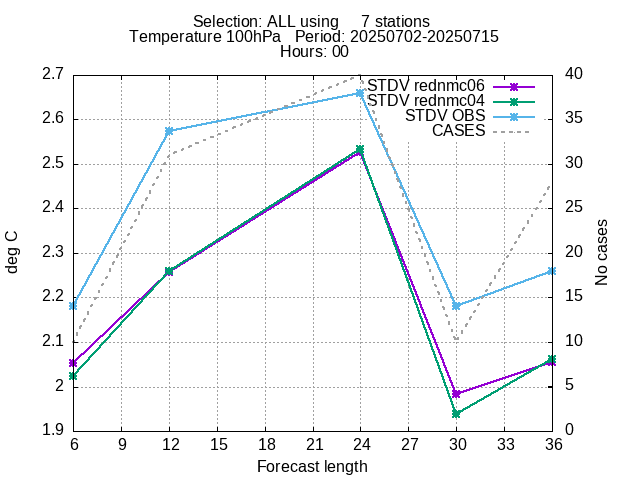 Selection: ALL using     7 stations
Temperature 100hPa   Period: 20250702-20250715
Hours: 00
STDV rednmc06
STDV rednmc04
STDV OBS
CASES
deg C
2.7
2.6
2.5
2.4
2.3
2.2
2.1
2
1.9
40
35
30
25
20
15
10
5
0
No cases
6 9 12 15 18 21 24 27 30 33 36
Forecast length